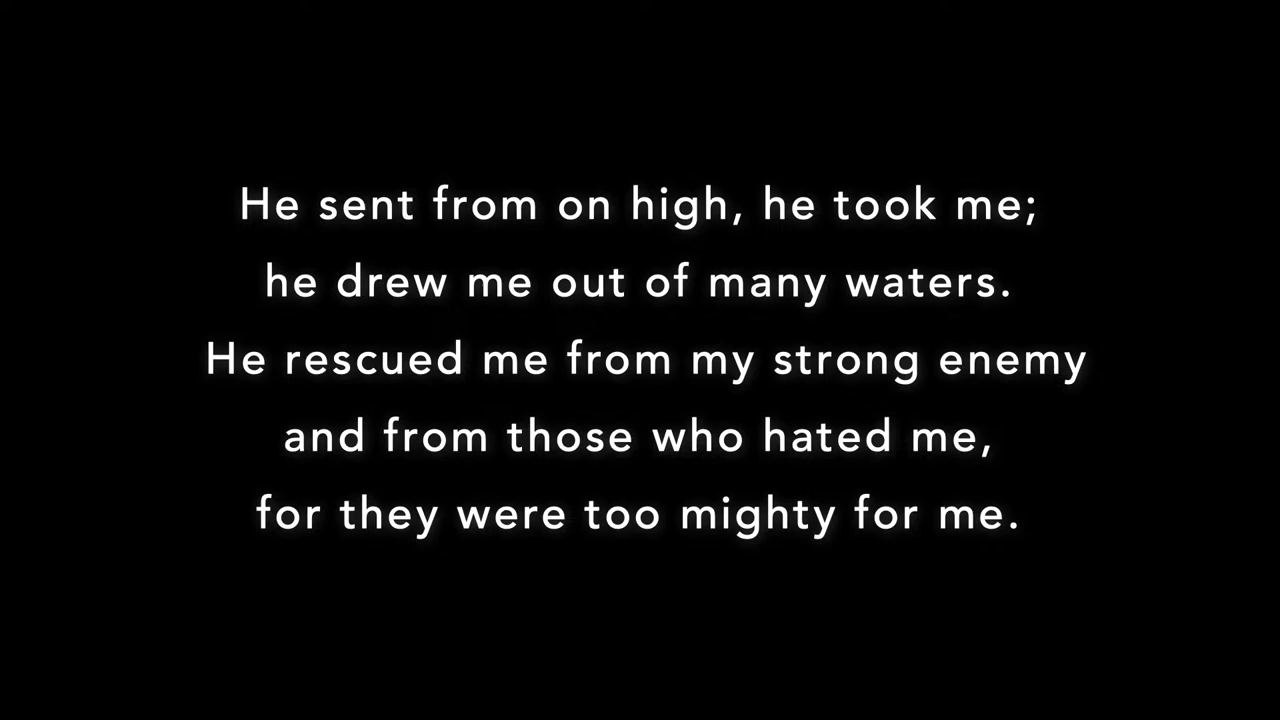 He sent from on high, he took me;
he drew me out of many waters.
He rescued me from my strong enemy
and from those who hated me,
for they were too mighty for me.